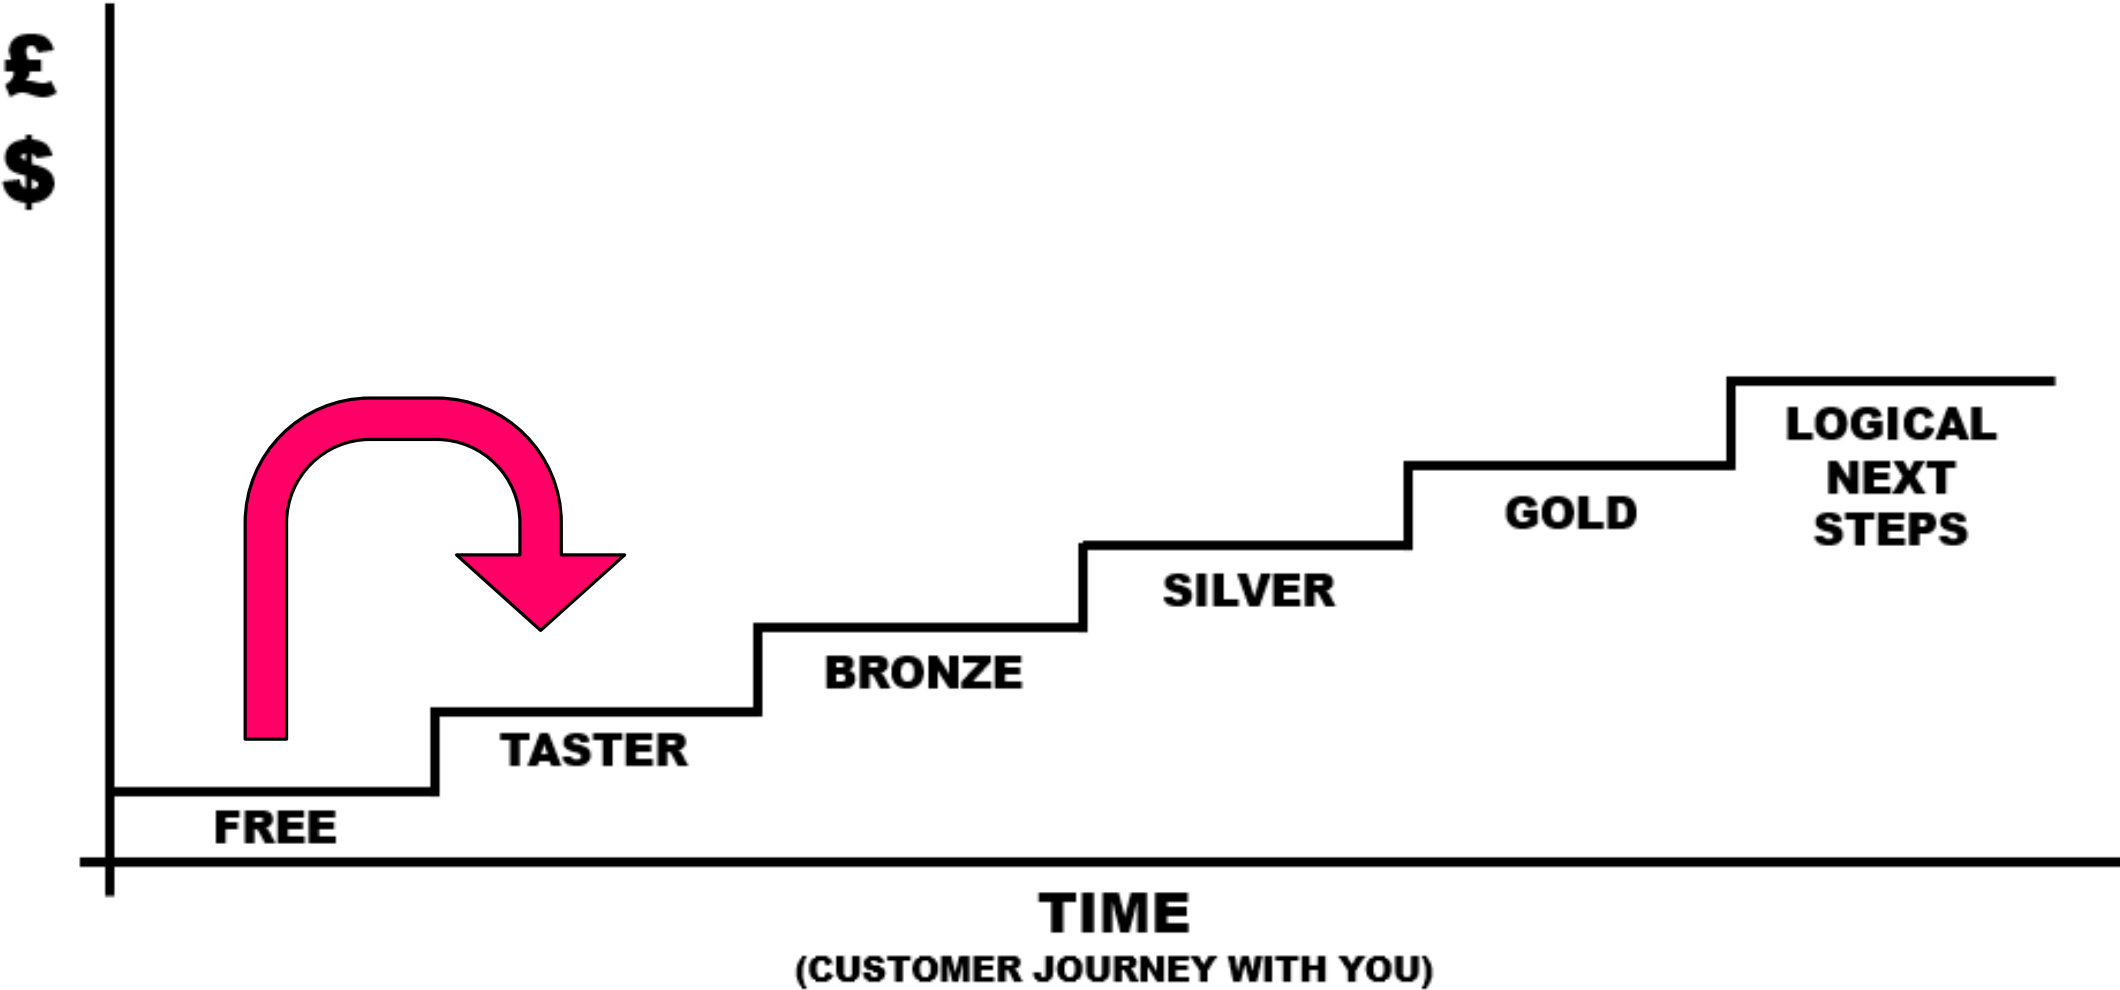 £
$
LOGICAL
NEXT
STEPS
GOLD
SILVER
BRONZE
TASTER
FREE
TIME
(CUSTOMER JOURNEY WITH YOU)